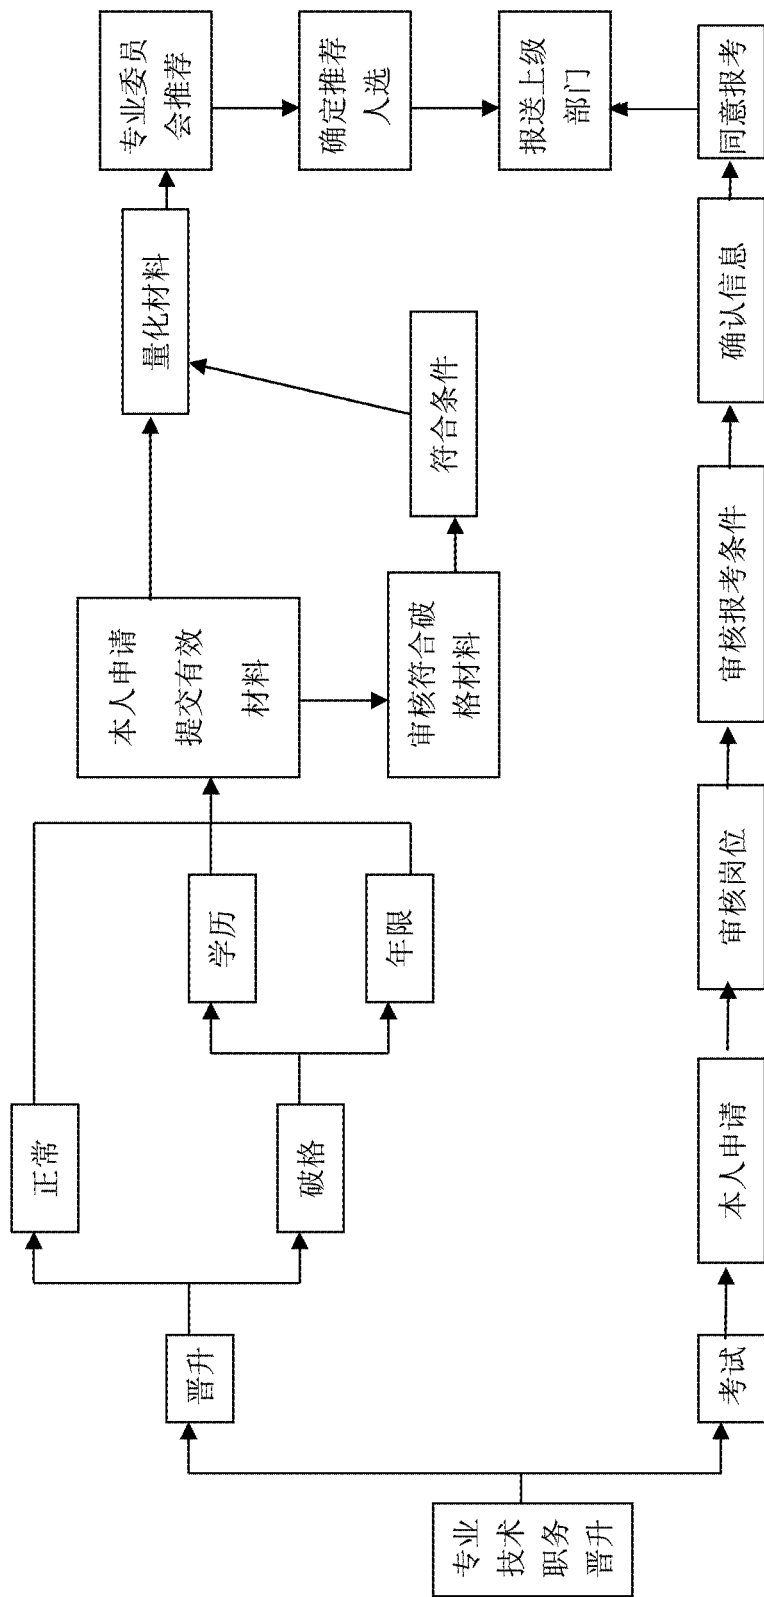 专业
技术
职务
晋升
晋升
正常
破格
学历
年限
本人申请
提交有效
材料
审核符合破
格材料
符合条件
量化材料
专业委员
会推荐
确定推荐
人选
报送上级
部门
考试
本人申请
审核岗位
审核报考条件
确认信息
同意报考